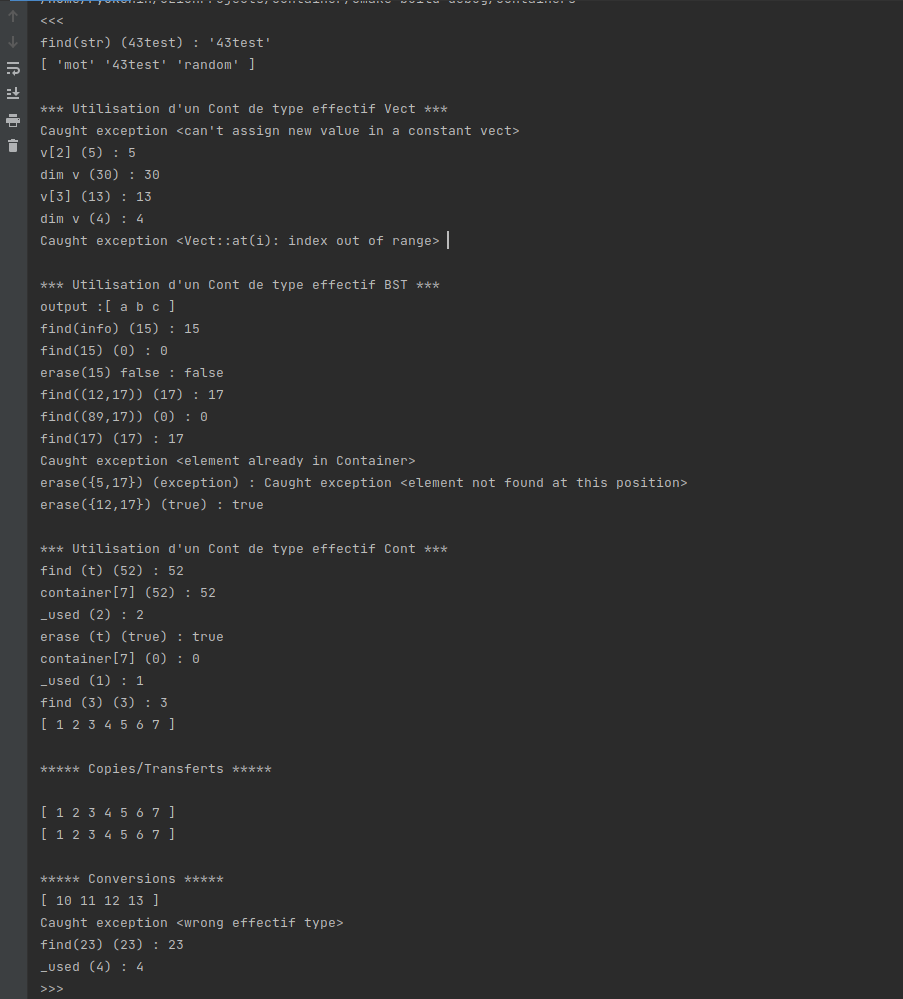 <<<
find(str) (43test) : '43test'
[ 'mot' '43test' 'random' ]
*** Utilisation d'un Cont de type effectif Vect ***
Caught exception <can't assign new value in a constant vect>
v[2] (5) : 5
dim v (30) : 30
v[3] (13) : 13
dim v (4) : 4
Caught exception <Vect::at(i): index out of range>
*** Utilisation d'un Cont de type effectif BST ***
output :[ a b c ]
find(info) (15) : 15
find(15) (0) : 0
erase(15) false : false
find((12,17)) (17) : 17
find((89,17)) (0) : 0
find(17) (17) : 17
Caught exception <element already in Container>
erase({5,17}) (exception) : Caught exception <element not found at this position>
erase({12,17}) (true) : true
*** Utilisation d'un Cont de type effectif Cont ***
find (t) (52) : 52
container[7] (52) : 52
_used (2) : 2
erase (t) (true) : true
container[7] (0) : 0
_used (1) : 1
find (3) (3) : 3
[ 1 2 3 4 5 6 7 ]
***** Copies/Transferts *****
[ 1 2 3 4 5 6 7 ]
[ 1 2 3 4 5 6 7 ]
***** Conversions *****
[ 10 11 12 13 ]
Caught exception <wrong effectif type>
find(23) (23) : 23
_used (4) : 4
>>>